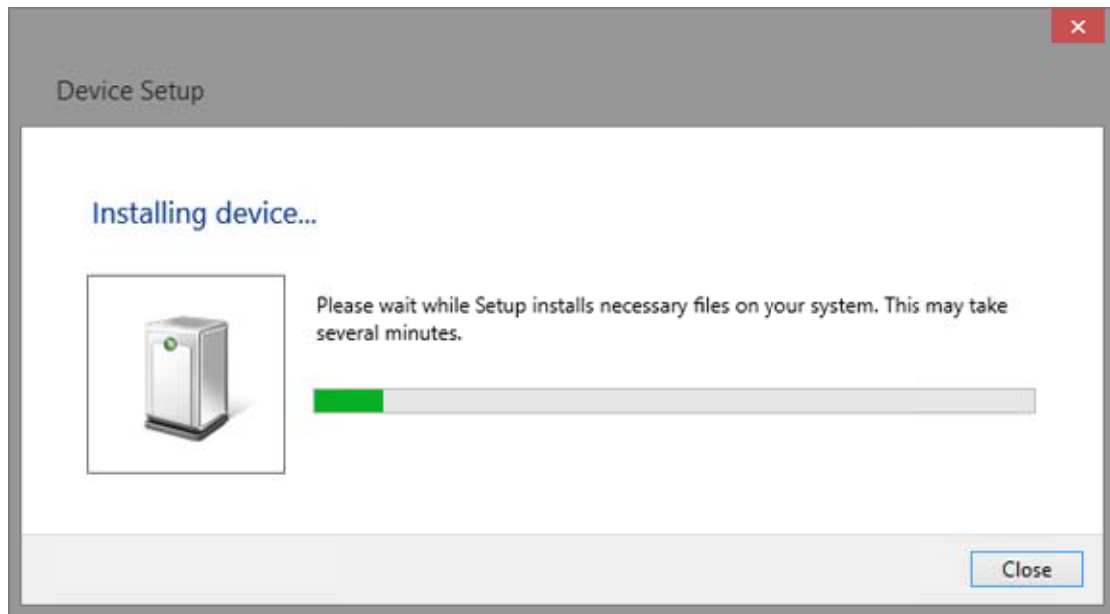 Device Setup
Installing device...
Please wait while Setup installs necessary files on your system. This may take
several minutes.
Close